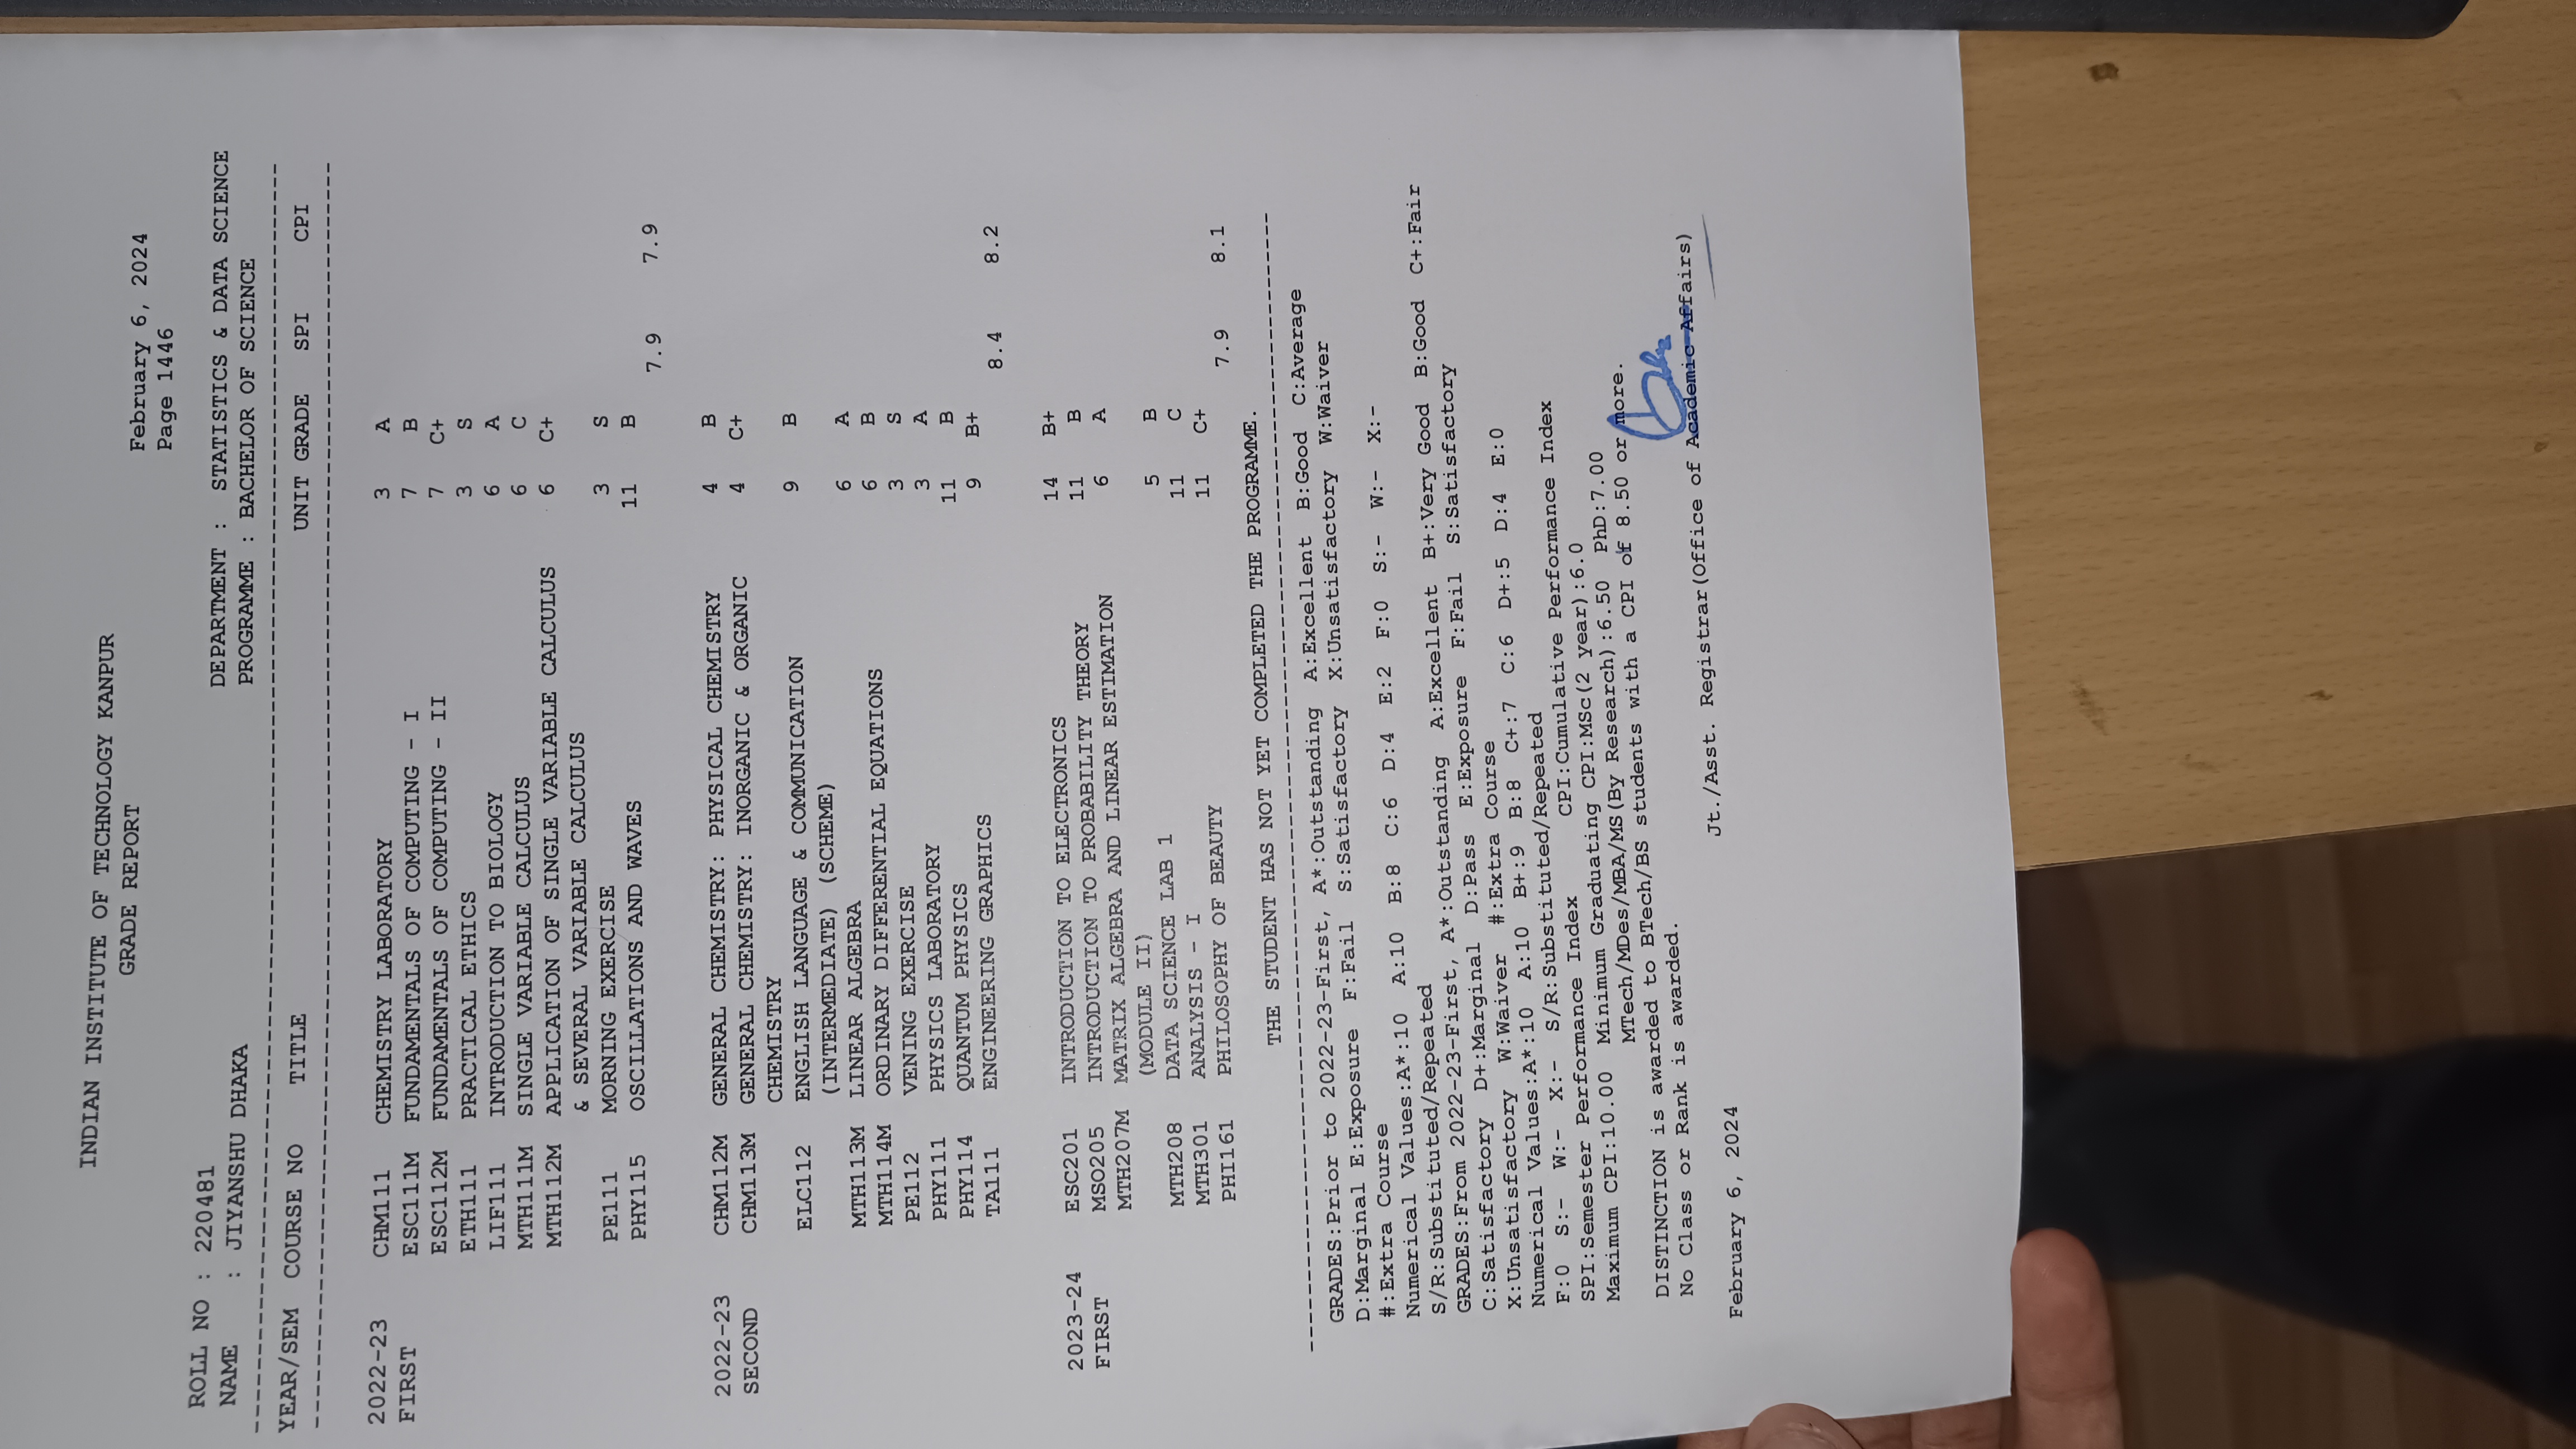 INDIAN INSTITUTE OF TECHNOLOGY KANPUR
GRADE REPORT
February 6, 2024
Page 1446
ROLL NO : 220481
NAME : JIYANSHU DHAKA
DEPARTMENT : STATISTICS & DATA SCIENCE
PROGRAMME : BACHELOR OF SCIENCE
YEAR/SEM COURSE NO TITLE UNIT GRADE SPI CPI
2022-23 CHM111 CHEMISTRY LABORATORY 3 A
FIRST ESC111M FUNDAMENTALS OF COMPUTING - I 7 B
ESC112M FUNDAMENTALS OF COMPUTING - II 7 C+
ETH111 PRACTICAL ETHICS 3 S
LIF111 INTRODUCTION TO BIOLOGY 6 A
MTH111M SINGLE VARIABLE CALCULUS 6 C
MTH112M APPLICATION OF SINGLE VARIABLE CALCULUS 6 C+
& SEVERAL VARIABLE CALCULUS
PE111 MORNING EXERCISE 3 S
PHY115 OSCILLATIONS AND WAVES 11 B
7.9 7.9
2022-23 CHM112M GENERAL CHEMISTRY: PHYSICAL CHEMISTRY 4 B
SECOND CHM113M GENERAL CHEMISTRY: INORGANIC & ORGANIC 4 C+
CHEMISTRY
ELC112 ENGLISH LANGUAGE & COMMUNICATION 9 B
(INTERMEDIATE) (SCHEME)
MTH113M LINEAR ALGEBRA 6 A
MTH114M ORDINARY DIFFERENTIAL EQUATIONS 6 B
PE112 VENING EXERCISE 3 S
PHY111 PHYSICS LABORATORY 3 A
PHY114 QUANTUM PHYSICS 11 B
TA111 ENGINEERING GRAPHICS 9 B+
8.4 8.2
2023-24 ESC201 INTRODUCTION TO ELECTRONICS 14 B+
FIRST MSO205 INTRODUCTION TO PROBABILITY THEORY 11 B
MTH207M MATRIX ALGEBRA AND LINEAR ESTIMATION 6 A
(MODULE II)
MTH208 DATA SCIENCE LAB 1 5 B
MTH301 ANALYSIS - I 11 C
PHI161 PHILOSOPHY OF BEAUTY 11 C+
7.9 8.1
THE STUDENT HAS NOT YET COMPLETED THE PROGRAMME.
GRADES:Prior to 2022-23-First, A*:Outstanding A:Excellent B:Good C:Average
D:Marginal E:Exposure F:Fail S:Satisfactory X:Unsatisfactory W:Waiver
#:Extra Course
Numerical Values:A*:10 A:10 B:8 C:6 D:4 E:2 F:0 S:- W:- X:-
S/R:Substituted/Repeated
GRADES:From 2022-23-First, A*:Outstanding A:Excellent B+:Very Good B:Good C+:Fair
C:Satisfactory D+:Marginal D:Pass E:Exposure F:Fail S:Satisfactory
X:Unsatisfactory W:Waiver #:Extra Course
Numerical Values:A*:10 A:10 B+:9 B:8 C+:7 C:6 D+:5 D:4 E:0
F:0 S:- W:- X:- S/R:Substituted/Repeated
SPI:Semester Performance Index CPI:Cumulative Performance Index
Maximum CPI:10.00 Minimum Graduating CPI:MSc(2 year):6.0
MTech/MDes/MBA/MS(By Research):6.50 PhD:7.00
DISTINCTION is awarded to BTech/BS students with a CPI of 8.50 or more.
No Class or Rank is awarded.
Jt./Asst. Registrar(Office of Academic Affairs)
February 6, 2024